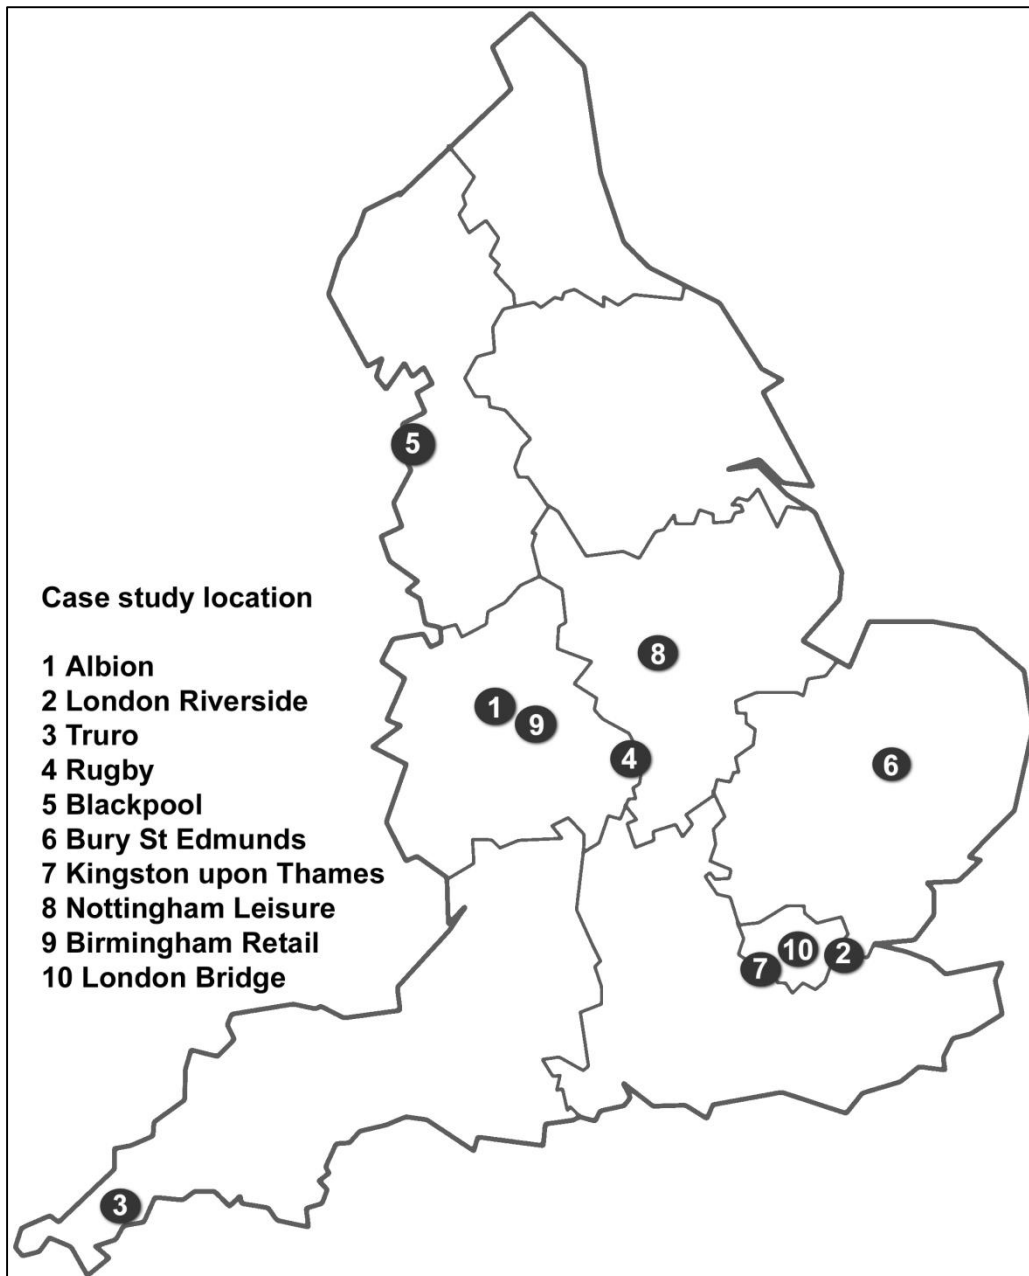 5
Case study location
8
1 Albion
1
2 London Riverside
9
3 Truro
4
4 Rugby
6
5 Blackpool
6 Bury St Edmunds
7 Kingston upon Thames
8 Nottingham Leisure
9 Birmingham Retail
10 London Bridge
10
2
7
3